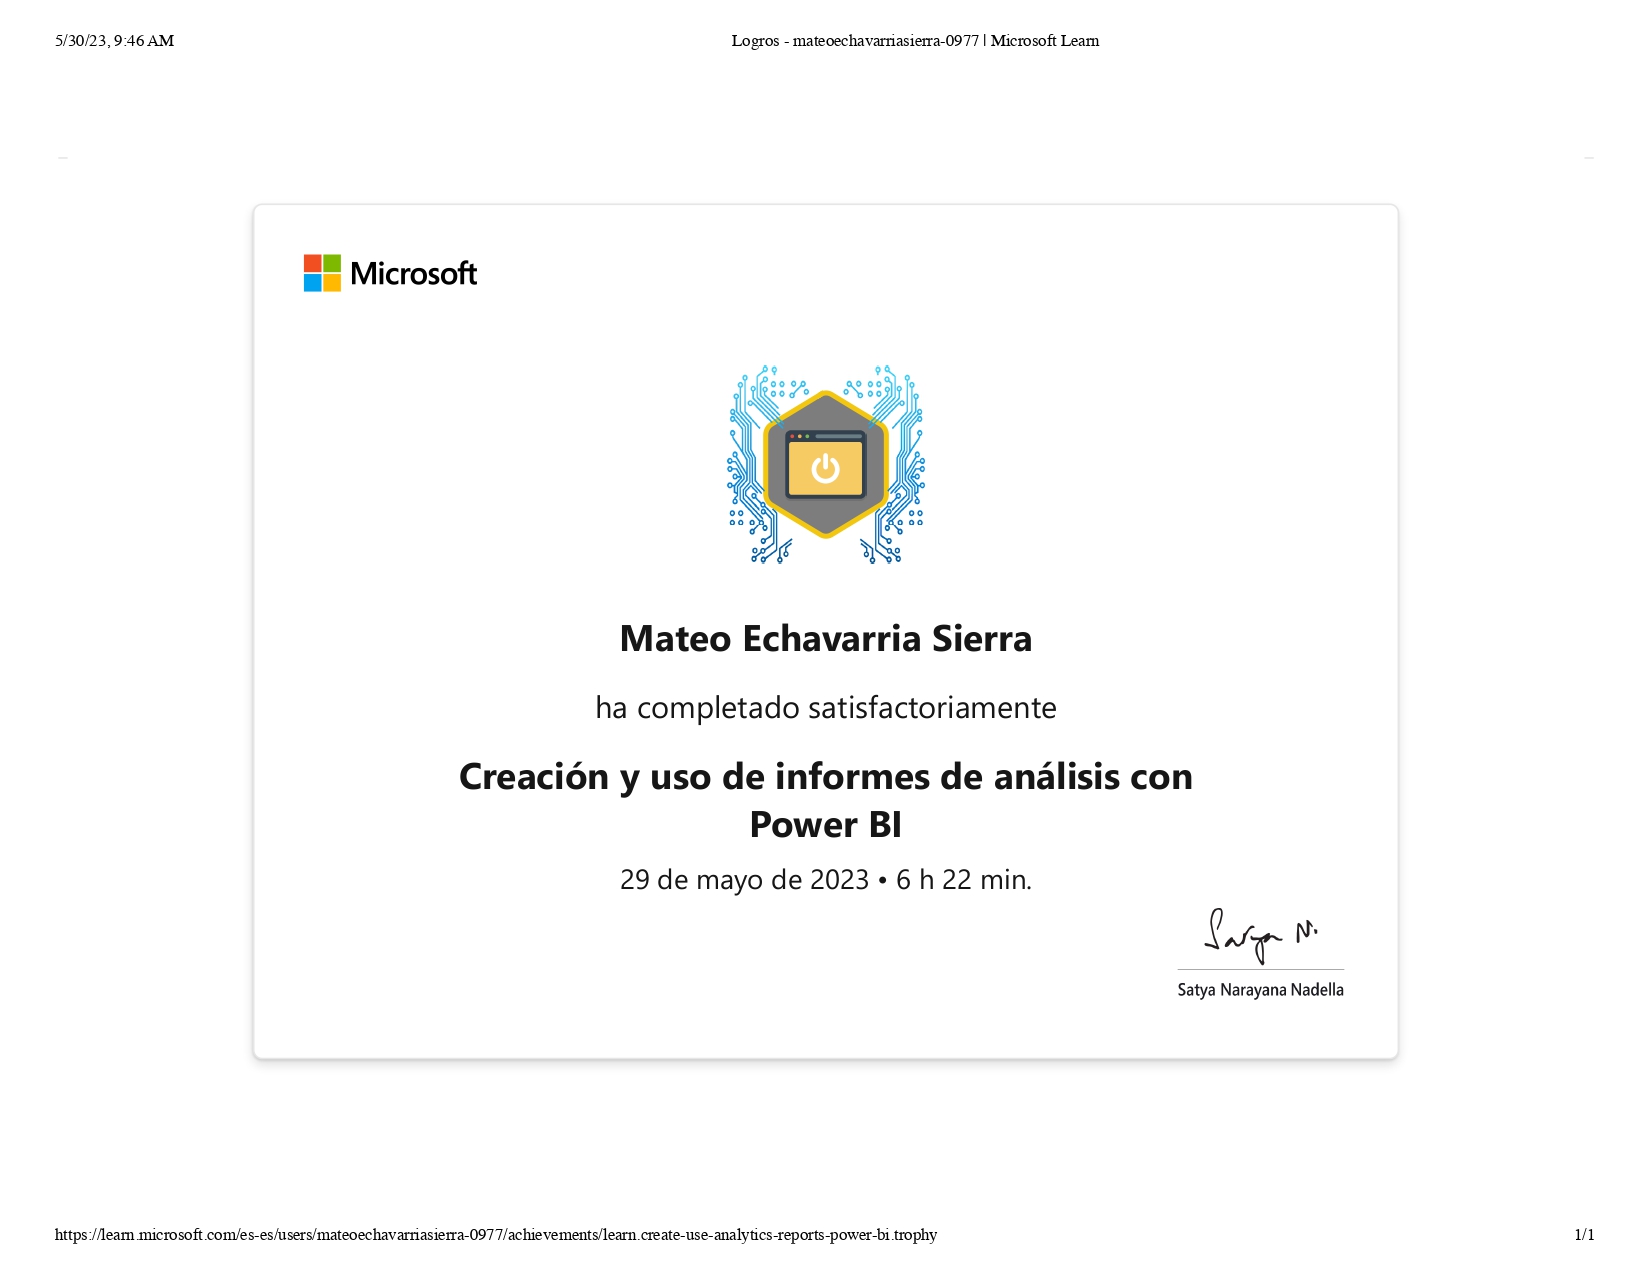 5/30/23, 9:46 AM
Logros - mateoechavarriasierra-0977 | Microsoft Learn
Microsoft
Mateo Echavarria Sierra
ha completado satisfactoriamente
Creación y uso de informes de análisis con
Power BI
29 de mayo de 2023 • 6 h 22 min.
Satya N.
Satya Narayana Nadella
https://learn.microsoft.com/es-es/users/mateoechavarriasierra-0977/achievements/learn.create-use-analytics-reports-power-bi.trophy
1/1